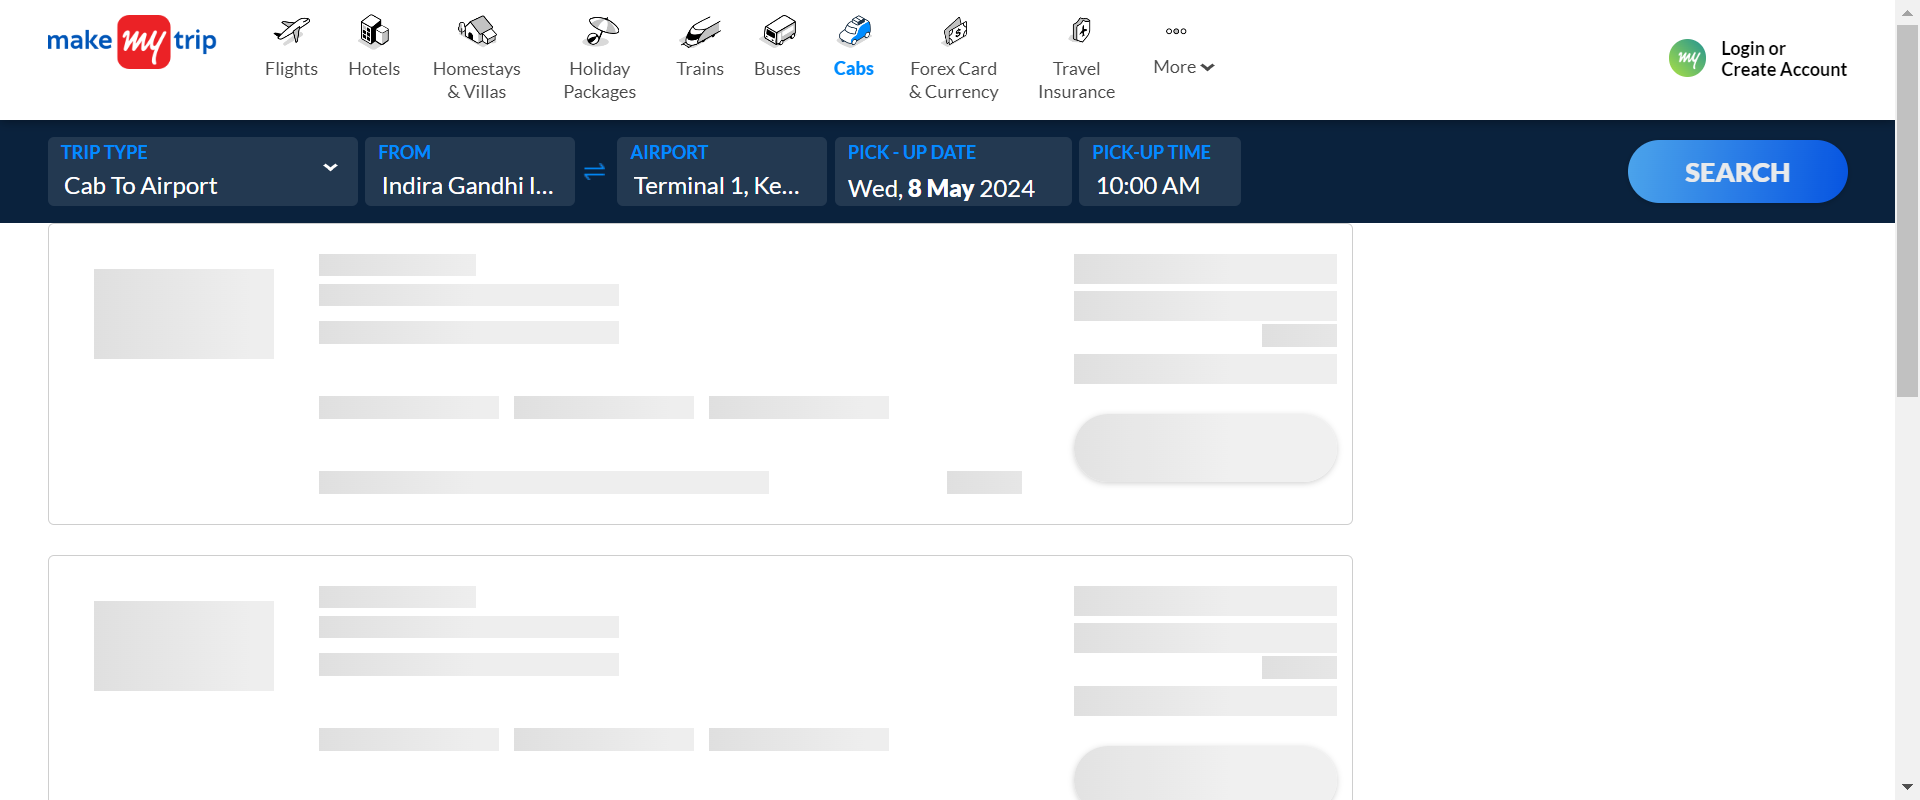 make my trip
Flights
Hotels
Homestays
& Villas
Holiday
Packages
Trains
Buses
Cabs
Forex Card
& Currency
Travel
Insurance
More
my
Login or
Create Account
TRIP TYPE
Cab To Airport
FROM
Indira Gandhi I...
AIRPORT
Terminal 1, Ke...
PICK - UP DATE
Wed, 8 May 2024
PICK-UP TIME
10:00 AM
SEARCH